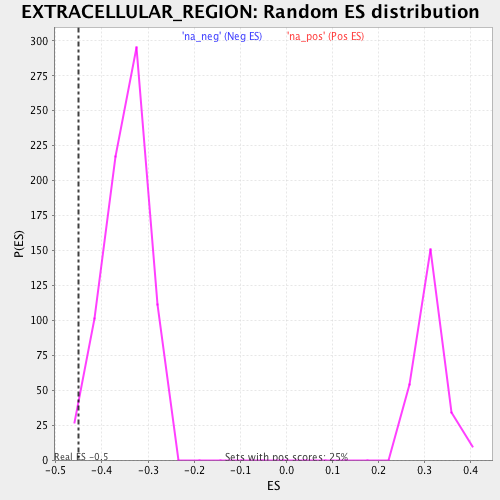 EXTRACELLULAR_REGION: Random ES distribution
'na_neg' (Neg ES) 'na_pos' (Pos ES)
300
275
250
225
200
175
150
125
100
75
50
25
0
P(ES)
Real ES -0.5 Sets with pos scores: 25%
-0.5 -0.4 -0.3 -0.2 -0.1 0.0 0.1 0.2 0.3 0.4
ES